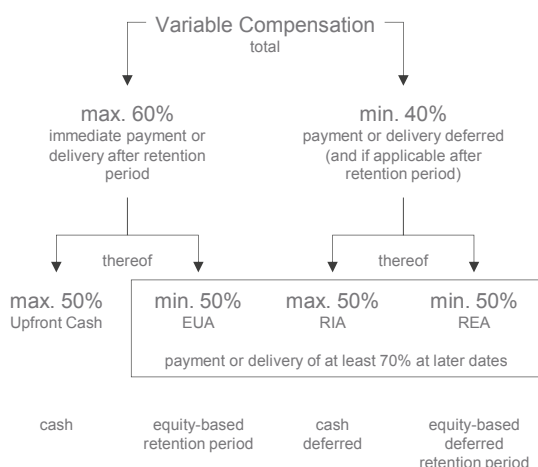 Variable Compensation
total
max. 60%
immediate payment or
delivery after retention
period
min. 40%
payment or delivery deferred
(and if applicable after
retention period)
thereof
thereof
max. 50%
Upfront Cash
min. 50%
EUA
max. 50%
RIA
min. 50%
REA
payment or delivery of at least 70% at later dates
cash
equity-based
retention period
cash
deferred
equity-based
deferred
retention period